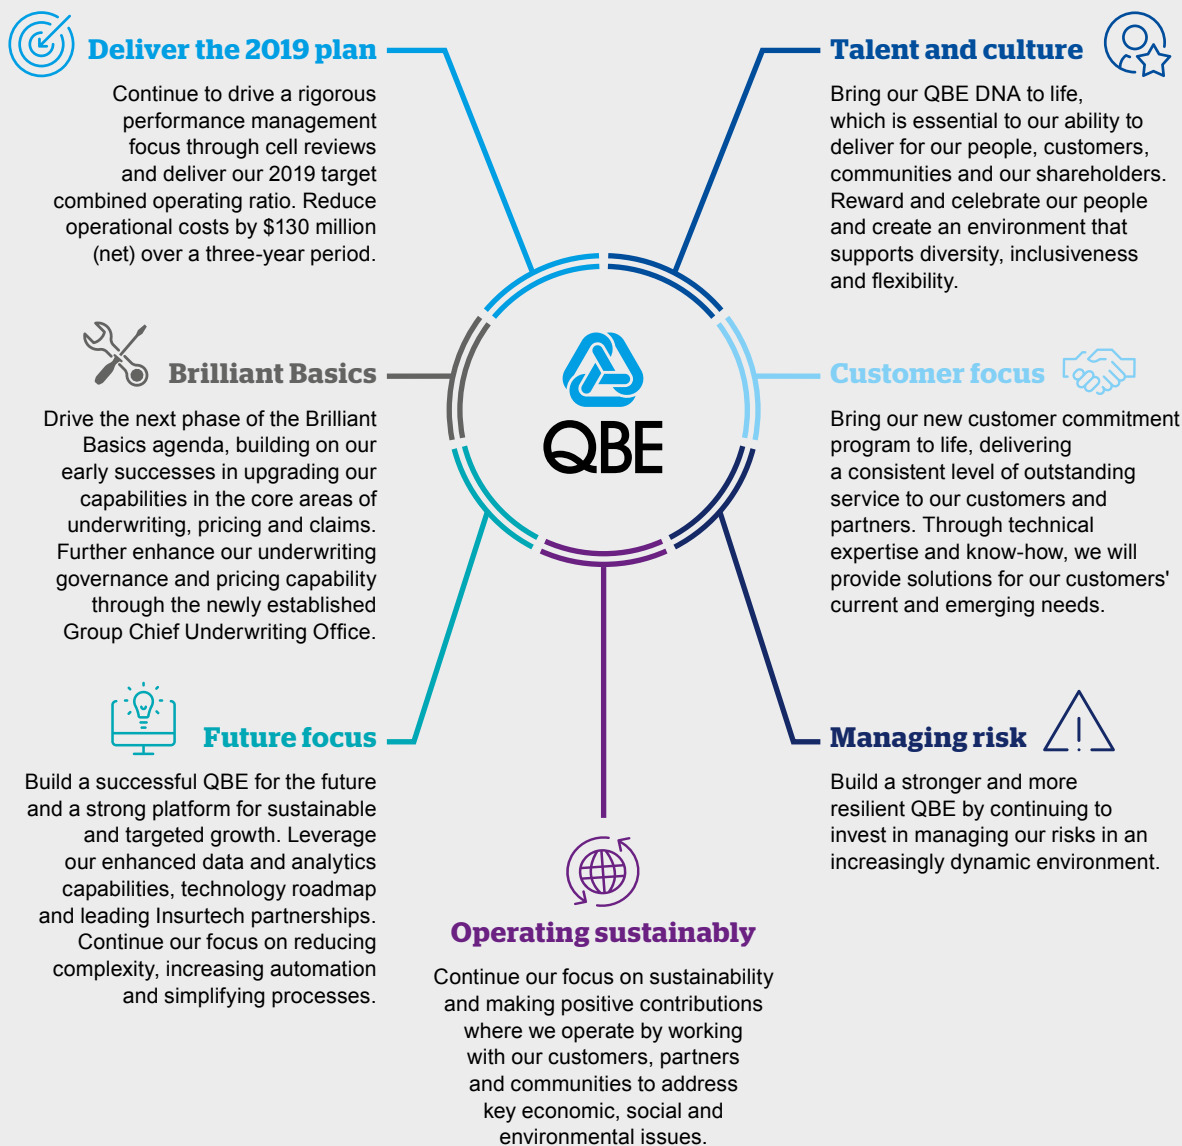 Deliver the 2019 plan
Continue to drive a rigorous
performance management
focus through cell reviews
and deliver our 2019 target
combined operating ratio. Reduce
operational costs by $130 million
(net) over a three-year period.
Talent and culture
Bring our QBE DNA to life,
which is essential to our ability to
deliver for our people, customers,
communities and our shareholders.
Reward and celebrate our people
and create an environment that
supports diversity, inclusiveness
and flexibility.
Brilliant Basics
Drive the next phase of the Brilliant
Basics agenda, building on our
early successes in upgrading our
capabilities in the core areas of
underwriting, pricing and claims.
Further enhance our underwriting
governance and pricing capability
through the newly established
Group Chief Underwriting Office.
QBE
Customer focus
Bring our new customer commitment
program to life, delivering
a consistent level of outstanding
service to our customers and
partners. Through technical
expertise and know-how, we will
provide solutions for our customers'
current and emerging needs.
Future focus
Build a successful QBE for the future
and a strong platform for sustainable
and targeted growth. Leverage
our enhanced data and analytics
capabilities, technology roadmap
and leading Insurtech partnerships.
Continue our focus on reducing
complexity, increasing automation
and simplifying processes.
Managing risk
Build a stronger and more
resilient QBE by continuing to
invest in managing our risks in an
increasingly dynamic environment.
Operating sustainably
Continue our focus on sustainability
and making positive contributions
where we operate by working
with our customers, partners
and communities to address
key economic, social and
environmental issues.